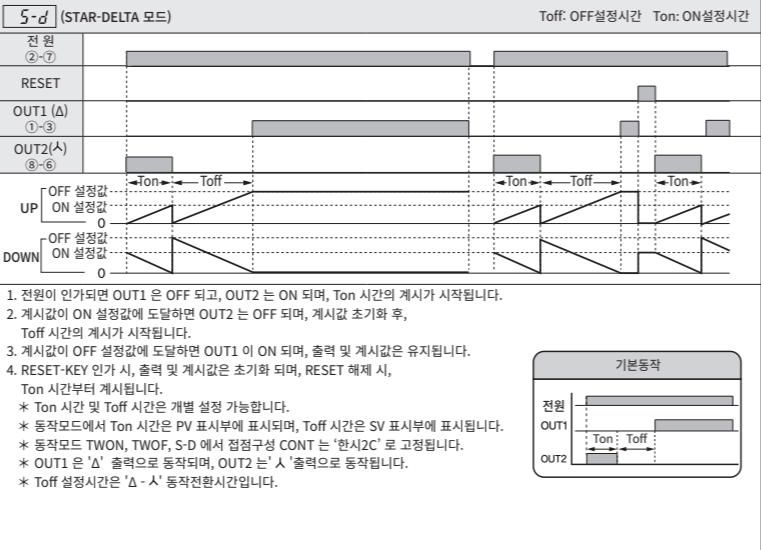 S-d (STAR-DELTA 모드) Toff: OFF설정시간 Ton: ON설정시간
전 원
②-⑦
RESET
OUT1 (Δ)
①-③
OUT2(人)
⑧-⑥
Ton Toff Ton Toff Ton
UP
OFF 설정값
ON 설정값
0
DOWN
OFF 설정값
ON 설정값
0
1. 전원이 인가되면 OUT1 은 OFF 되고, OUT2 는 ON 되며, Ton 시간의 계시가 시작됩니다.
2. 계시값이 ON 설정값에 도달하면 OUT2 는 OFF 되며, 계시값 초기화 후,
Toff 시간의 계시가 시작됩니다.
3. 계시값이 OFF 설정값에 도달하면 OUT1 이 ON 되며, 출력 및 계시값은 유지됩니다.
4. RESET-KEY 인가 시, 출력 및 계시값은 초기화 되며, RESET 해제 시,
Ton 시간부터 계시됩니다.
＊ Ton 시간 및 Toff 시간은 개별 설정 가능합니다.
＊ 동작모드에서 Ton 시간은 PV 표시부에 표시되며, Toff 시간은 SV 표시부에 표시됩니다.
＊ 동작모드 TWON, TWOF, S-D 에서 접점구성 CONT 는 ‘한시2C’ 로 고정됩니다.
＊ OUT1 은 'Δ' 출력으로 동작되며, OUT2 는' 人 '출력으로 동작됩니다.
＊ Toff 설정시간은 'Δ - 人' 동작전환시간입니다.
기본동작
전원
OUT1
Ton Toff
OUT2